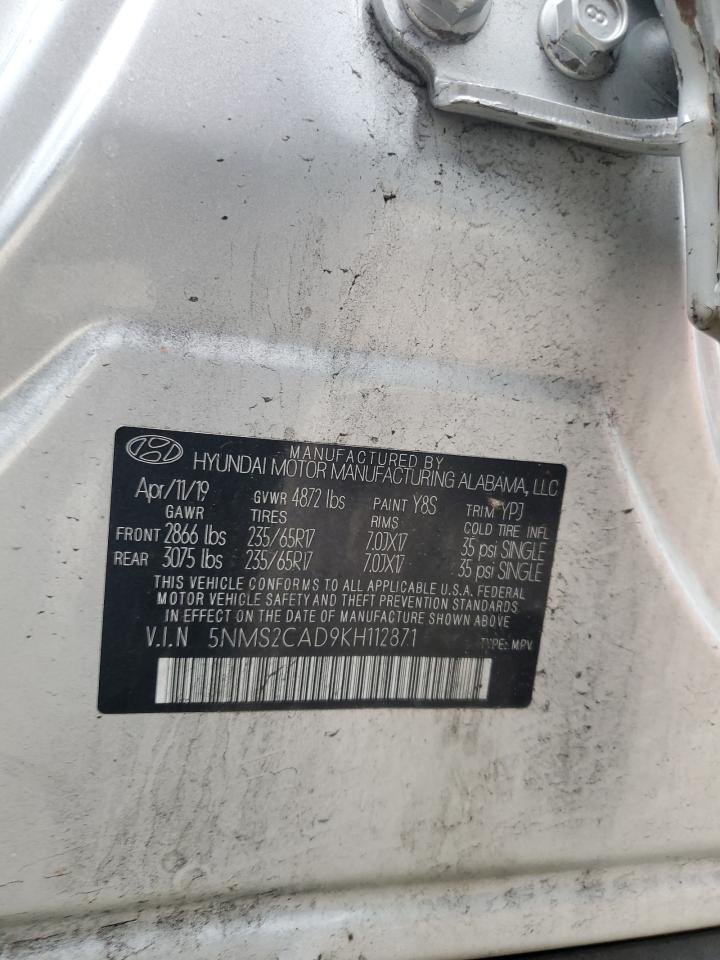 8
MANUFACTURED BY
HYUNDAI MOTOR MANUFACTURING ALABAMA, LLC
Apr/11/19 GVWR 4872 lbs PAINT Y8S TRIM YPJ
GAWR TIRES RIMS COLD TIRE INFL
FRONT 2866 lbs 235/65R17 7.0JX17 35 psi SINGLE
REAR 3075 lbs 235/65R17 7.0JX17 35 psi SINGLE
THIS VEHICLE CONFORMS TO ALL APPLICABLE U.S.A. FEDERAL
MOTOR VEHICLE SAFETY AND THEFT PREVENTION STANDARDS
IN EFFECT ON THE DATE OF MANUFACTURE SHOWN ABOVE
V.I.N 5NMS2CAD9KH112871 TYPE: MPV